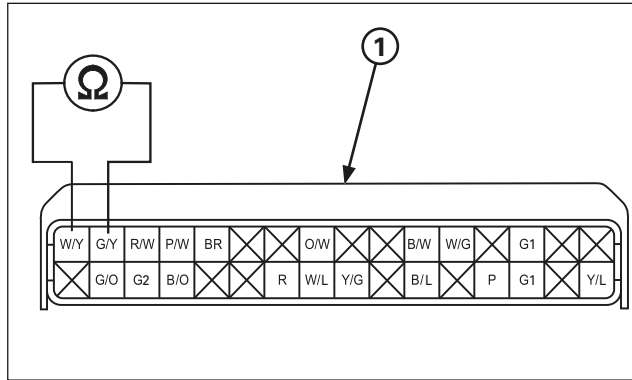 Ω
1
W/Y G/Y R/W P/W BR O/W B/W W/G G1
G/O G2 B/O R W/L Y/G B/L P G1 Y/L